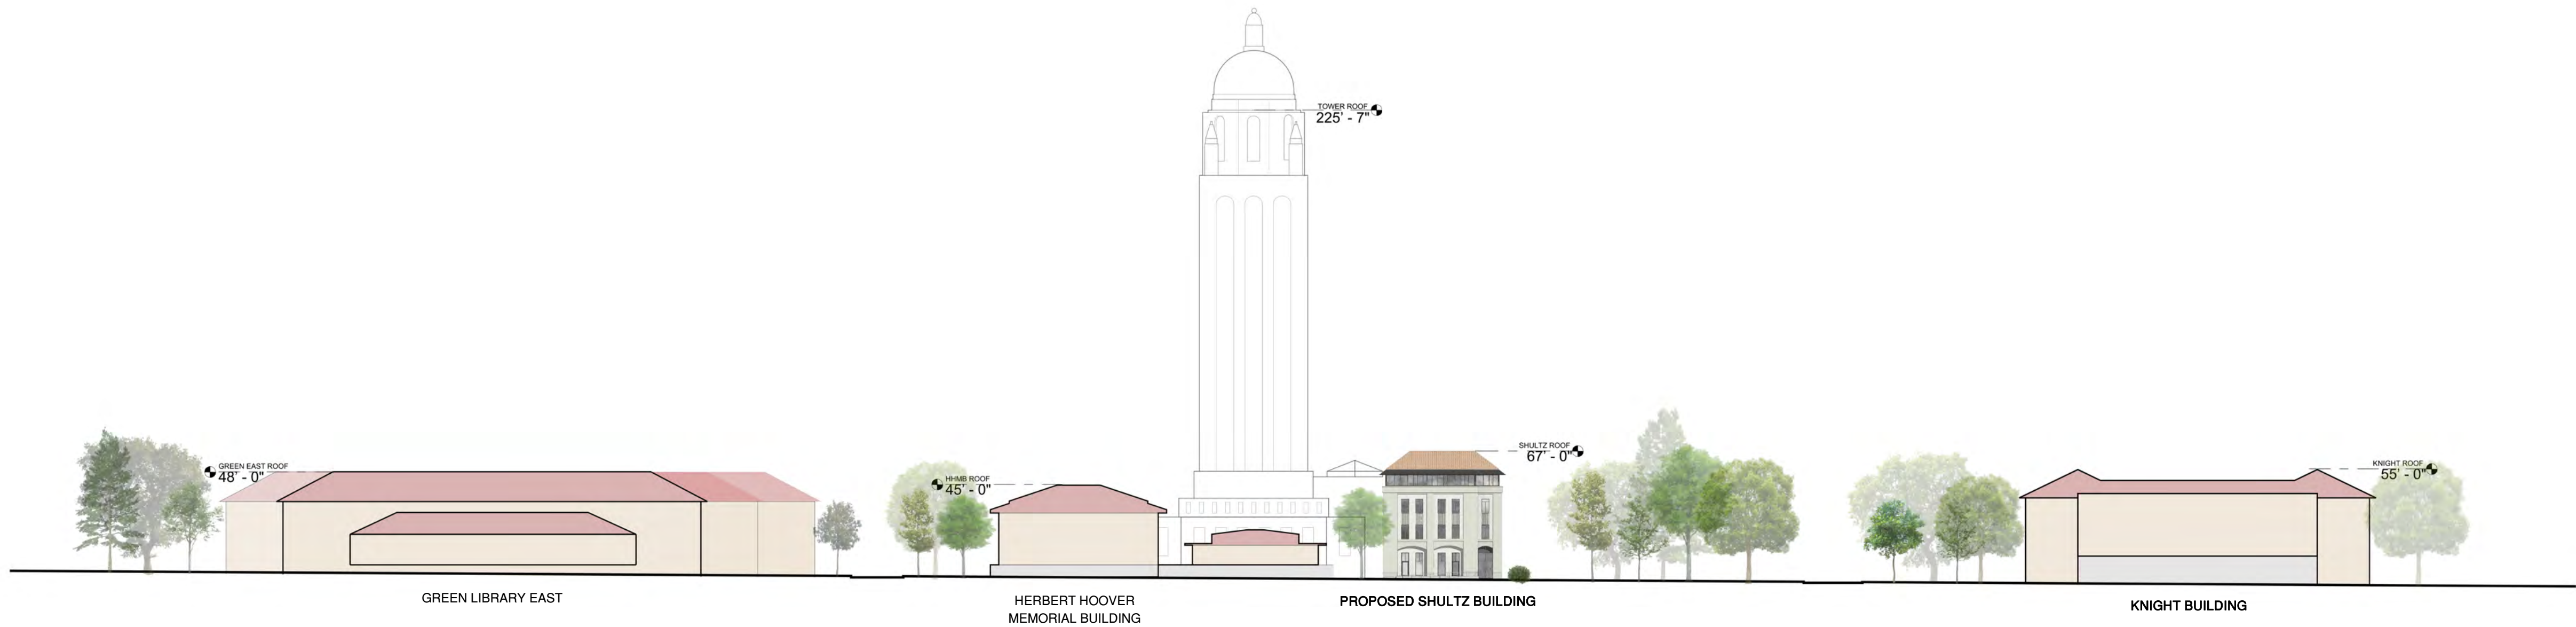 TOWER ROOF
225' - 7"
SHULTZ ROOF
67' - 0"
GREEN EAST ROOF
48' - 0"
HHMB ROOF
45' - 0"
KNIGHT ROOF
55' - 0"
GREEN LIBRARY EAST
HERBERT HOOVER
MEMORIAL BUILDING
PROPOSED SHULTZ BUILDING
KNIGHT BUILDING